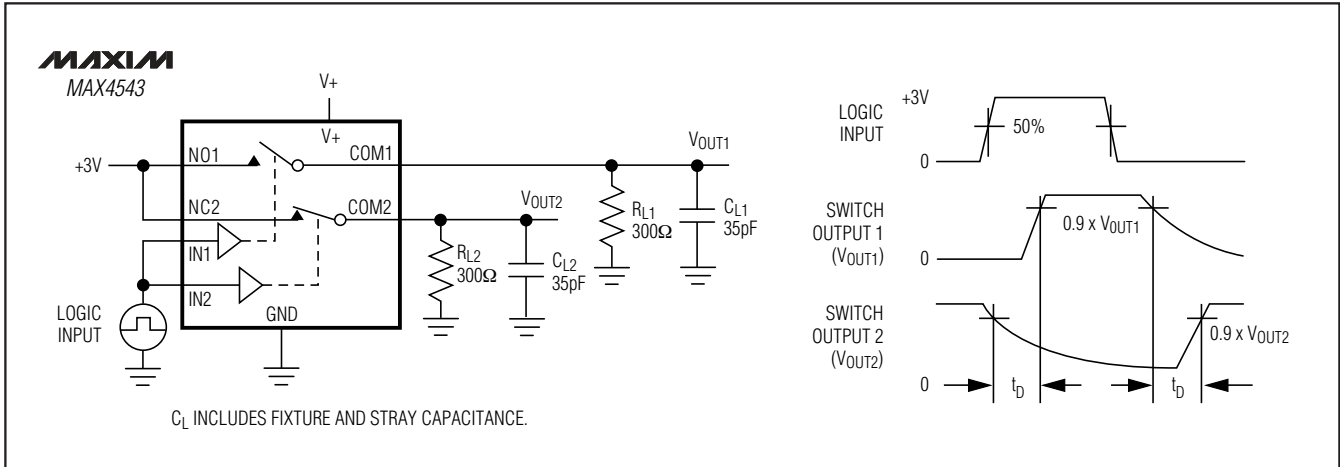 MAXIM
MAX4543
V+
V+
+3V
NO1
COM1
VOUT1
NC2
COM2
VOUT2
IN1
IN2
RL1
300Ω
CL1
35pF
RL2
300Ω
CL2
35pF
LOGIC
INPUT
GND
CL INCLUDES FIXTURE AND STRAY CAPACITANCE.
LOGIC
INPUT
+3V
50%
0
SWITCH
OUTPUT 1
(VOUT1)
0.9 x VOUT1
0
SWITCH
OUTPUT 2
(VOUT2)
0.9 x VOUT2
0
tD
tD